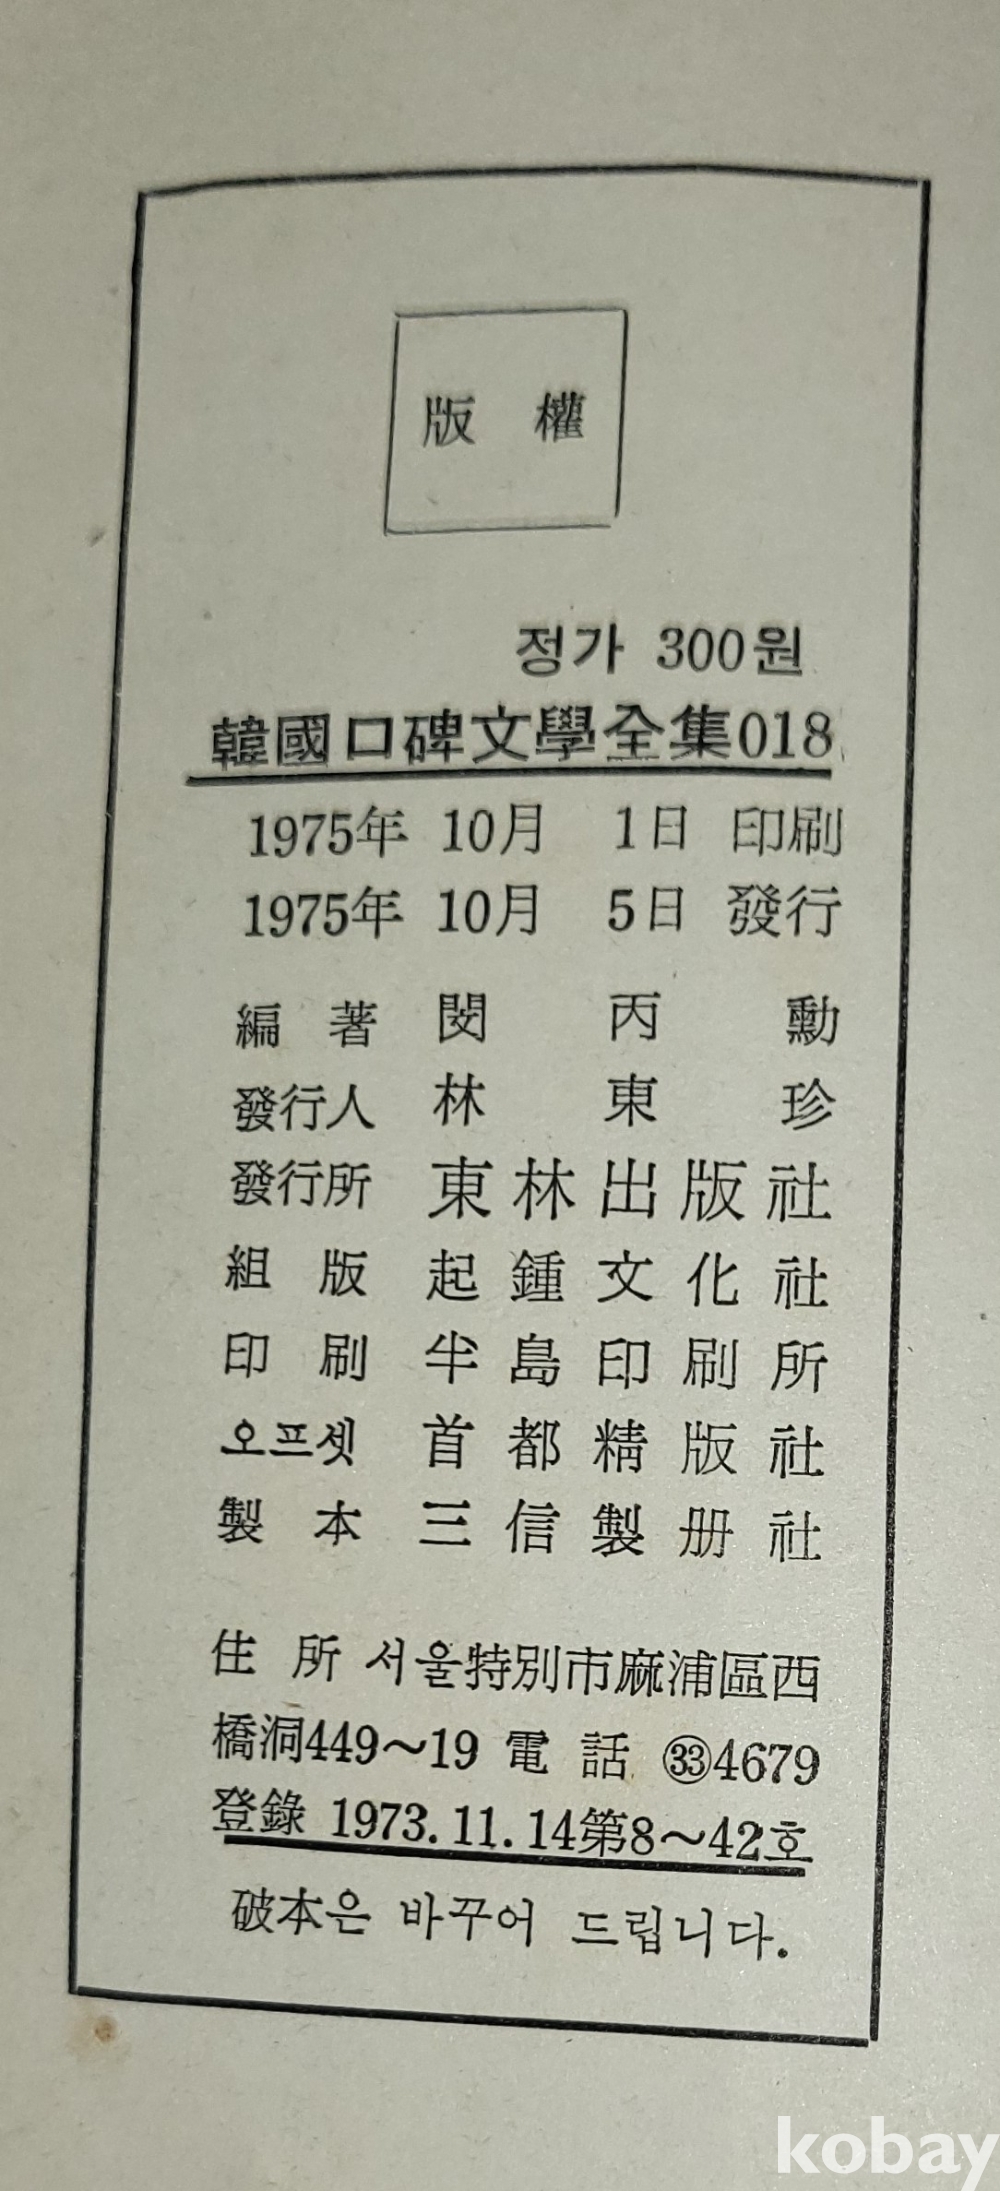 版 權
정가 300원
韓國口碑文學全集018
1975年 10月 1日 印刷
1975年 10月 5日 發行
編著 閔丙勳
發行人 林東珍
發行所 東林出版社
組版 起鍾文化社
印刷 半島印刷所
오프셋 首都精版社
製本 三信製册社
住所 서울特別市麻浦區西
橋洞449~19 電話 ㉝4679
登錄 1973.11.14第8~42호
破本은 바꾸어 드립니다.
kobay